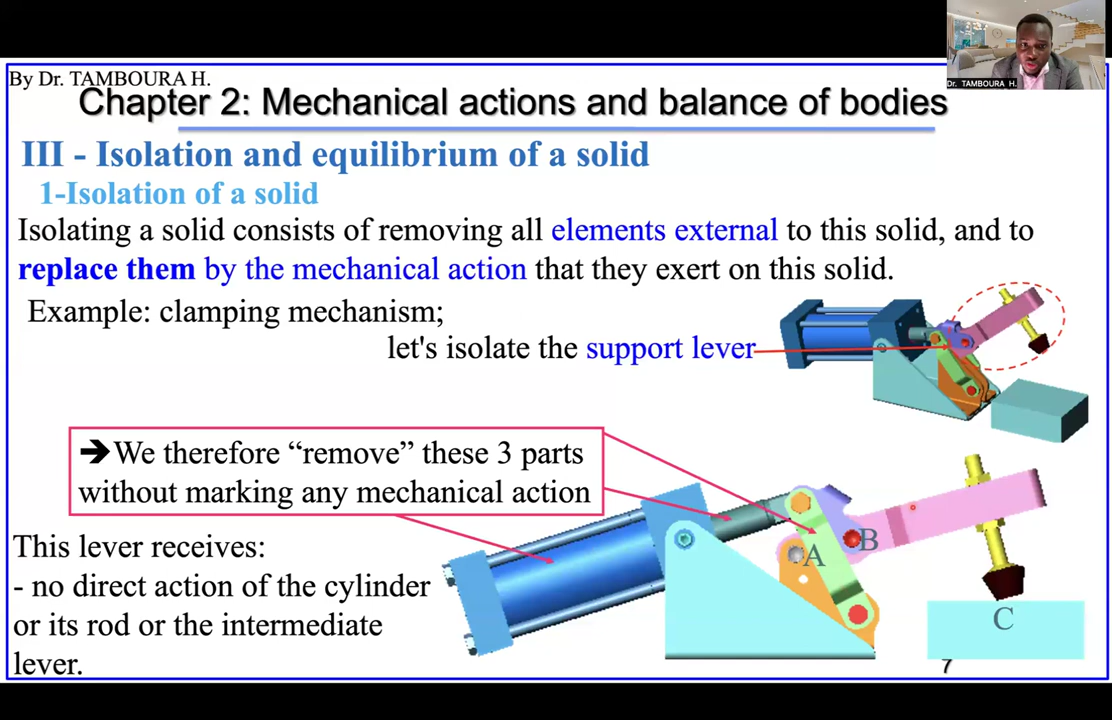 By Dr. TAMBOURA H.
Dr. TAMBOURA H.
Chapter 2: Mechanical actions and balance of bodies
III - Isolation and equilibrium of a solid
1-Isolation of a solid
Isolating a solid consists of removing all elements external to this solid, and to
replace them by the mechanical action that they exert on this solid.
Example: clamping mechanism;
let's isolate the support lever
➔We therefore “remove” these 3 parts
without marking any mechanical action
This lever receives:
- no direct action of the cylinder
or its rod or the intermediate
lever.
A
B
C
7